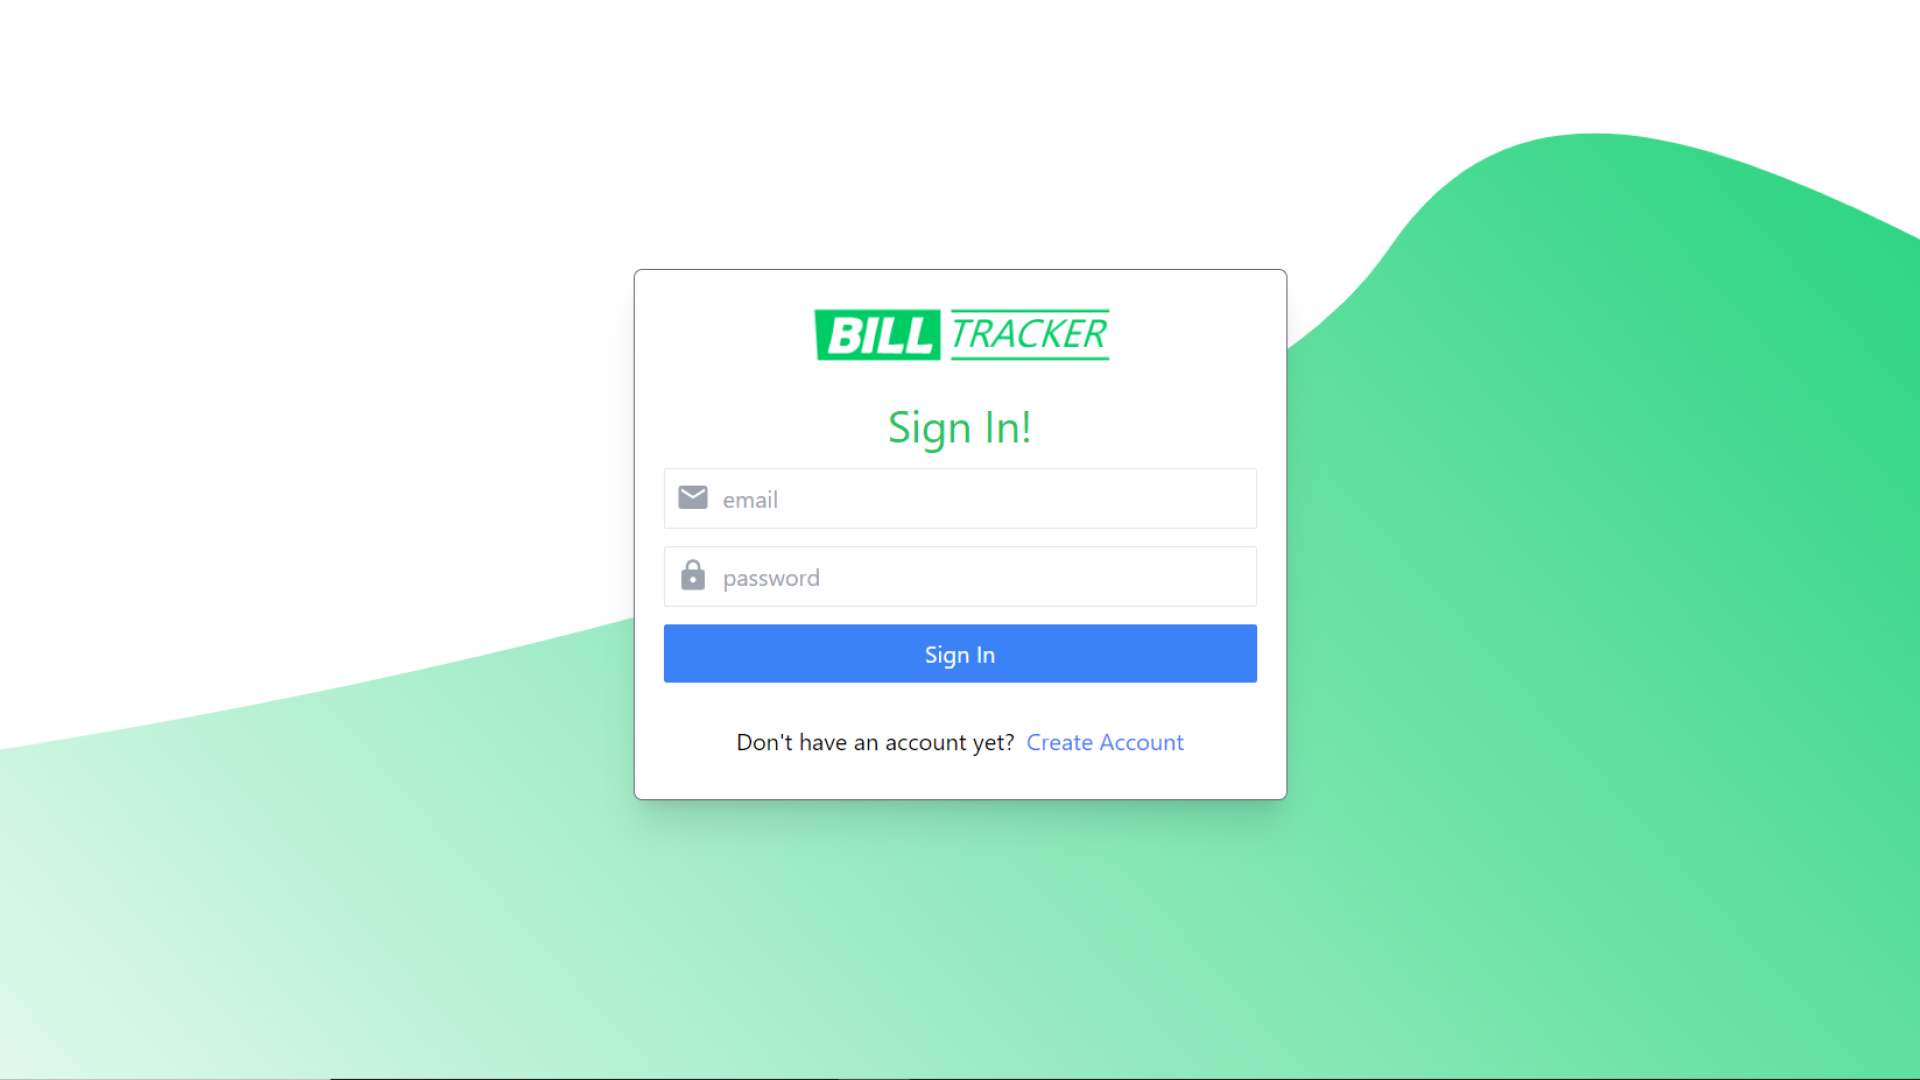 BILL TRACKER
Sign In!
email
password
Sign In
Don't have an account yet? Create Account